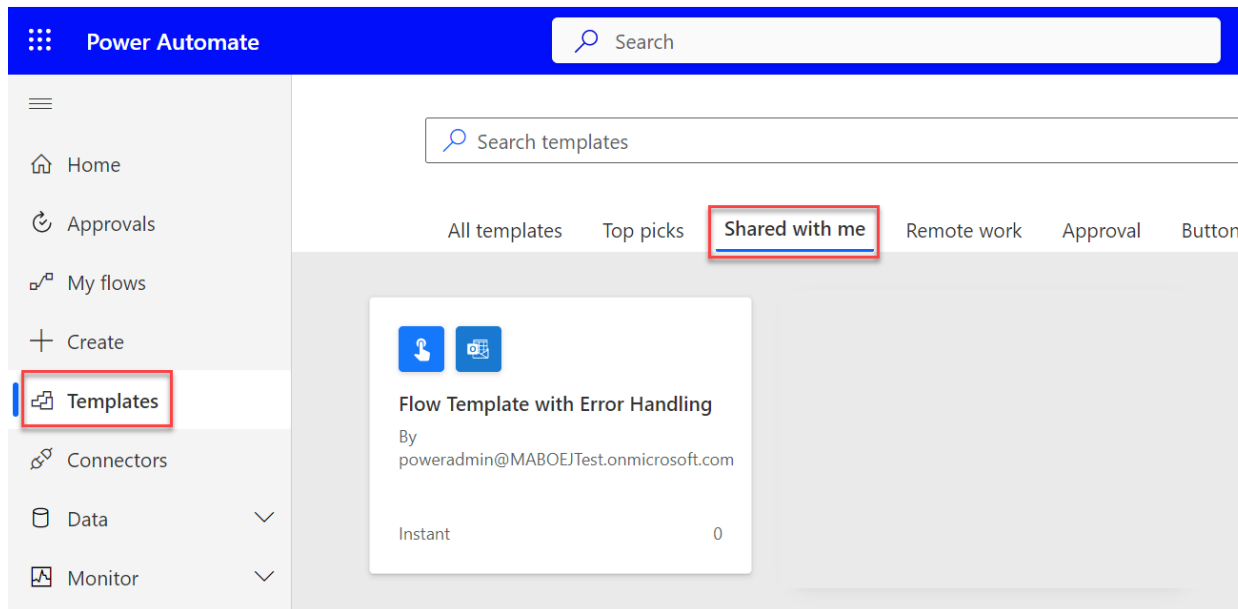 Power Automate
Search
Home
Approvals
My flows
Create
Templates
Connectors
Data
Monitor
Search templates
All templates Top picks Shared with me Remote work Approval Button
Flow Template with Error Handling
By
poweradmin@MABOEJTest.onmicrosoft.com
Instant 0